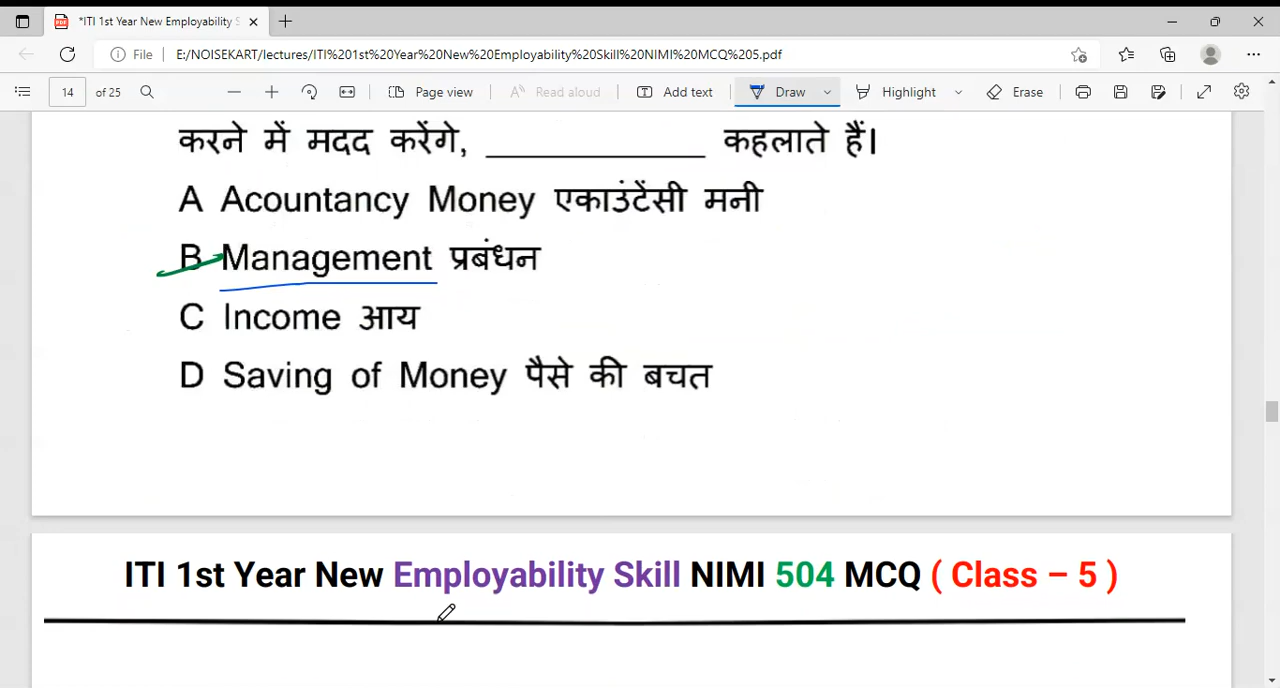 *ITI 1st Year New Employability S
File E:/NOISEKART/lectures/ITI%201st%20Year%20New%20Employability%20Skill%20NIMI%20MCQ%205.pdf
14 of 25 Page view Read aloud Add text Draw Highlight Erase
करने में मदद करेंगे, ____________ कहलाते हैं।
A Acountancy Money एकाउंटेंसी मनी
B Management प्रबंधन
C Income आय
D Saving of Money पैसे की बचत
ITI 1st Year New Employability Skill NIMI 504 MCQ ( Class – 5 )